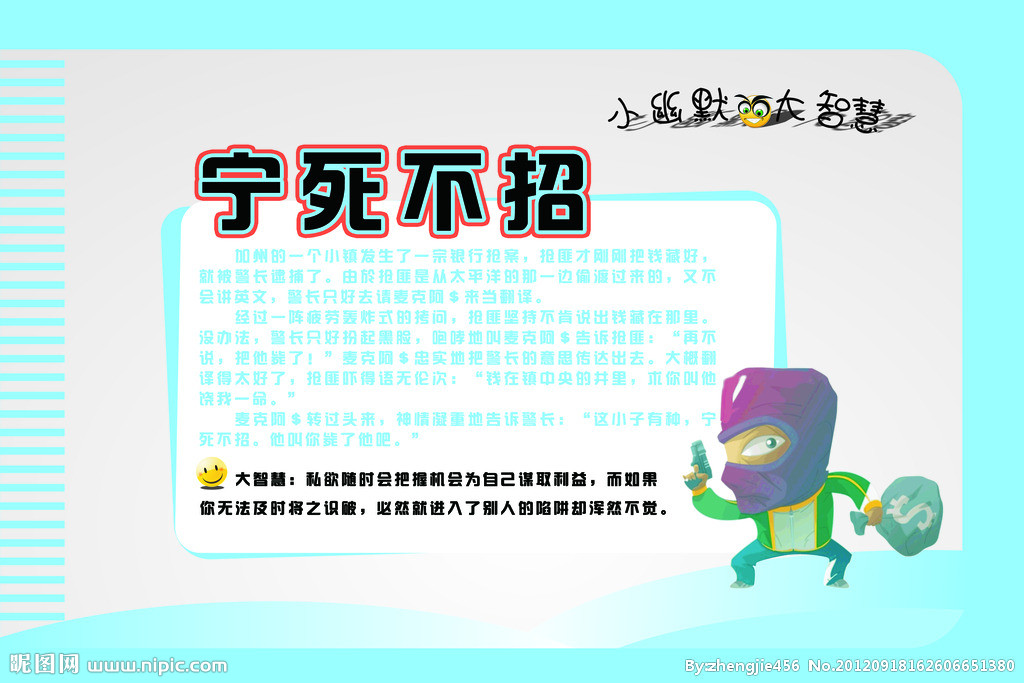 小幽默大智慧
宁死不招
加州的一个小镇发生了一宗银行抢案，抢匪才刚刚把钱藏好，
就被警长逮捕了。由於抢匪是从太平洋的那一边偷渡过来的，又不
会讲英文，警长只好去请麦克阿＄来当翻译。
经过一阵疲劳轰炸式的拷问，抢匪坚持不肯说出钱藏在那里。
没办法，警长只好扮起黑脸，咆哮地叫麦克阿＄告诉抢匪：“再不
说，把他毙了！”麦克阿＄忠实地把警长的意思传达出去。大概翻
译得太好了，抢匪吓得语无伦次：“钱在镇中央的井里，求你叫他
饶我一命。”
麦克阿＄转过头来，神情凝重地告诉警长：“这小子有种，宁
死不招。他叫你毙了他吧。”
大智慧：私欲随时会把握机会为自己谋取利益，而如果
你无法及时将之识破，必然就进入了别人的陷阱却浑然不觉。
昵图网 www.nipic.com
By:zhengjie456 No.20120918162606651380